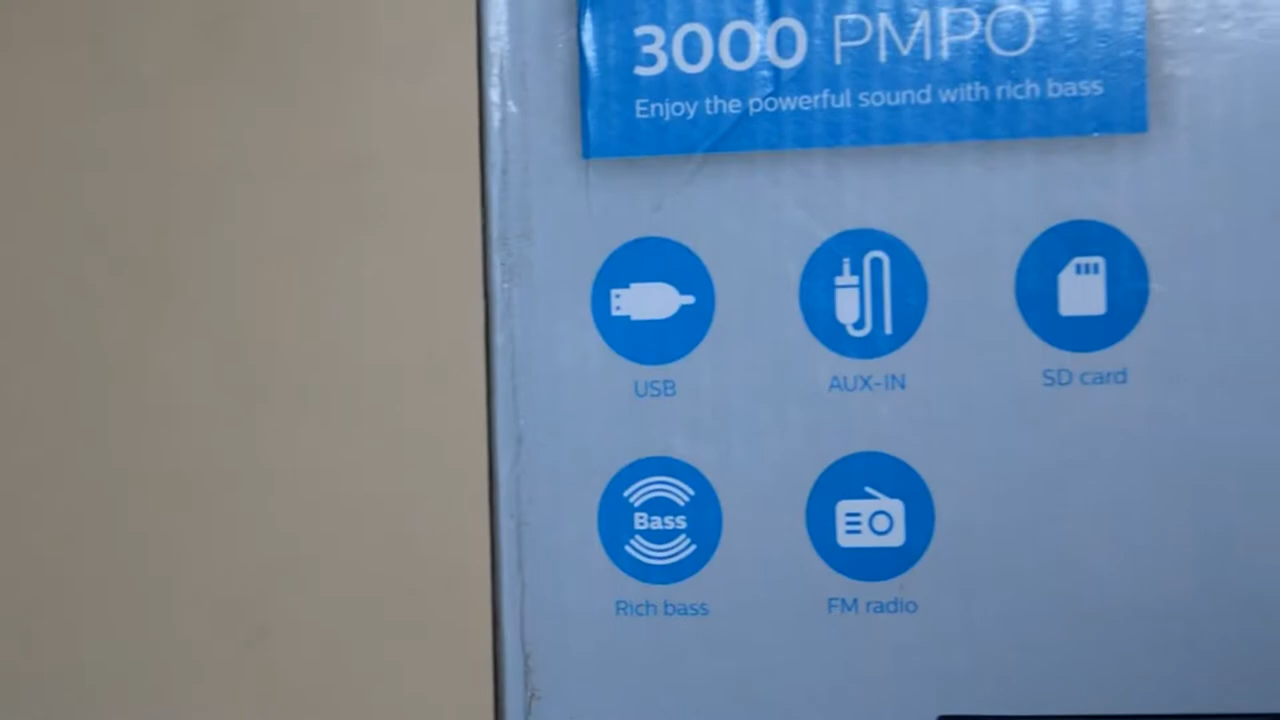 3000 PMPO
Enjoy the powerful sound with rich bass
USB
AUX-IN
SD card
Bass
Rich bass
FM radio